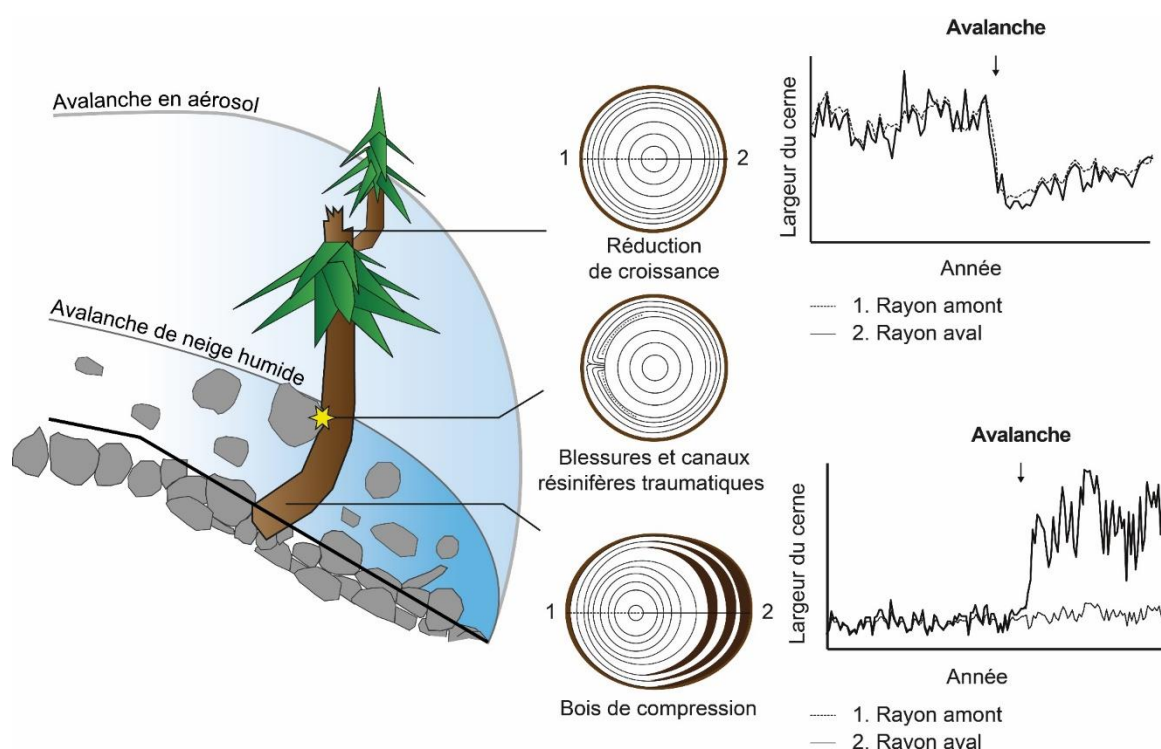 Avalanche en aérosol
Avalanche de neige humide
1
2
Réduction
de croissance
Blessures et canaux
résinifères traumatiques
1
2
Bois de compression
Avalanche
Largeur du cerne
Année
1. Rayon amont
2. Rayon aval
Avalanche
Largeur du cerne
Année
1. Rayon amont
2. Rayon aval